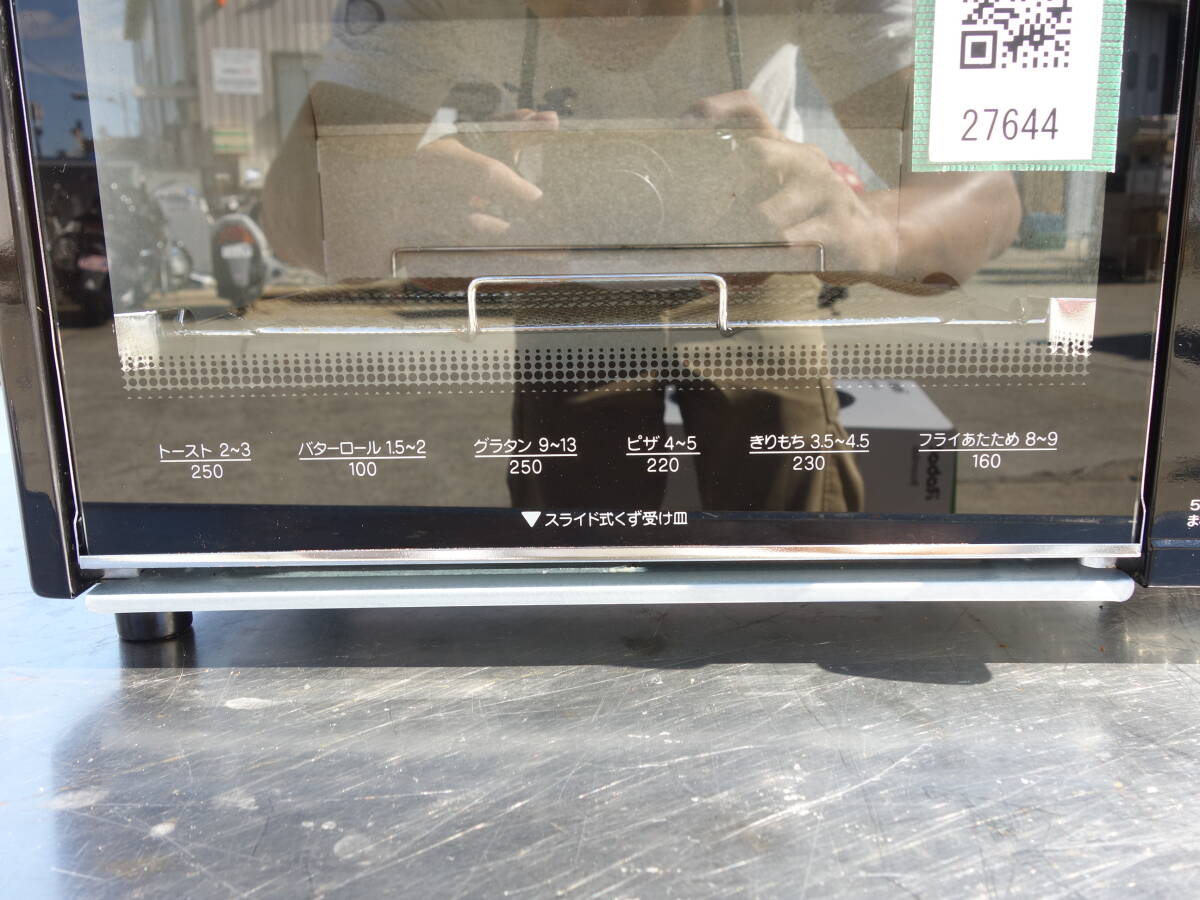 27644
トースト 2~3
250
バターロール 1.5~2
100
グラタン 9~13
250
ピザ 4~5
220
きりもち 3.5~4.5
230
フライあたため 8~9
160
▼スライド式くず受け皿
5
ま